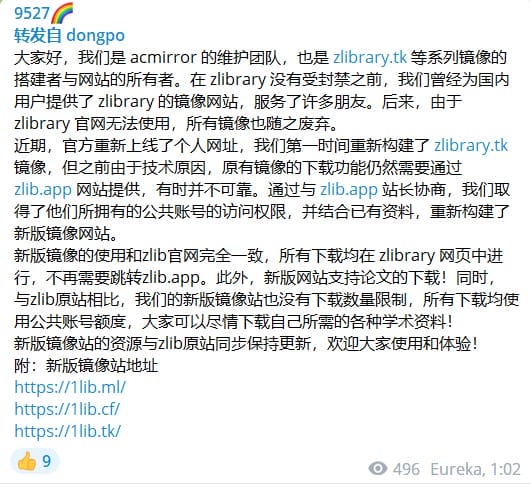 9527🌈
转发自 dongpo
大家好，我们是 acmirror 的维护团队，也是 zlibrary.tk 等系列镜像的
搭建者与网站的所有者。在 zlibrary 没有受封禁之前，我们曾经为国内
用户提供了 zlibrary 的镜像网站，服务了许多朋友。后来，由于
zlibrary 官网无法使用，所有镜像也随之废弃。
近期，官方重新上线了个人网址，我们第一时间重新构建了 zlibrary.tk
镜像，但之前由于技术原因，原有镜像的下载功能仍然需要通过
zlib.app 网站提供，有时并不可靠。通过与 zlib.app 站长协商，我们取
得了他们所拥有的公共账号的访问权限，并结合已有资料，重新构建了
新版镜像网站。
新版镜像的使用和zlib官网完全一致，所有下载均在 zlibrary 网页中进
行，不再需要跳转zlib.app。此外，新版网站支持论文的下载！同时，
与zlib原站相比，我们的新版镜像站也没有下载数量限制，所有下载均使
用公共账号额度，大家可以尽情下载自己所需的各种学术资料！
新版镜像站的资源与zlib原站同步保持更新，欢迎大家使用和体验！
附：新版镜像站地址
https://1lib.ml/
https://1lib.cf/
https://1lib.tk/
👍 9
496 Eureka, 1:02